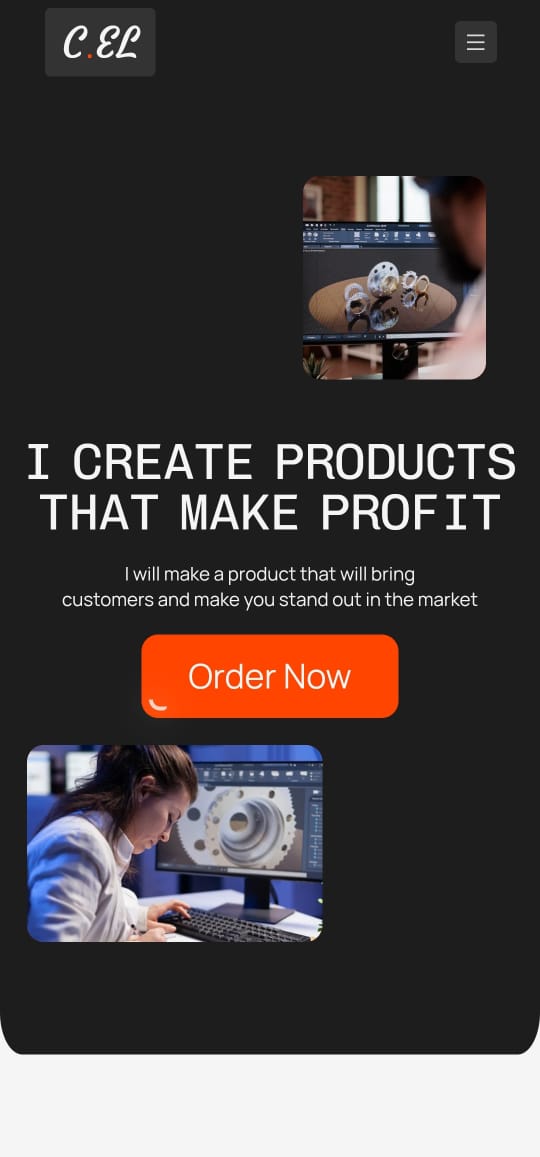 C.EL
I CREATE PRODUCTS
THAT MAKE PROFIT
I will make a product that will bring
customers and make you stand out in the market
Order Now